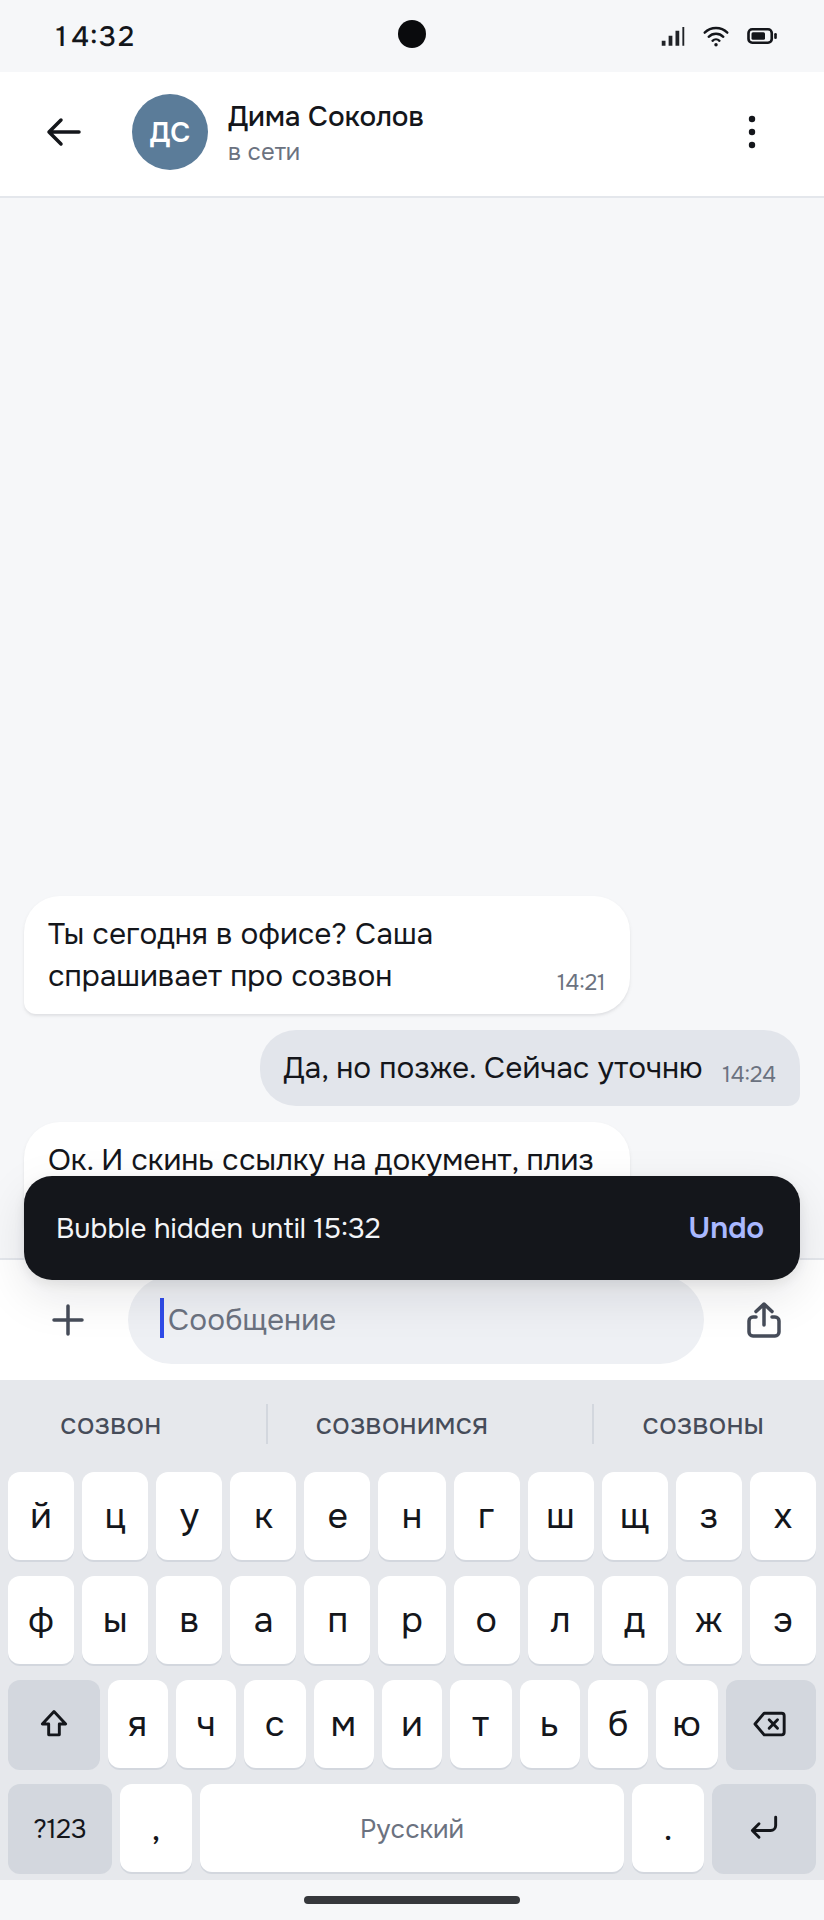 14:32
ДС
Дима Соколов
в сети
Ты сегодня в офисе? Саша
спрашивает про созвон
14:21
Да, но позже. Сейчас уточню
14:24
Ок. И скинь ссылку на документ, плиз
Bubble hidden until 15:32
Undo
Сообщение
созвон созвонимся созвоны
й ц у к е н г ш щ з х
ф ы в а п р о л д ж э
я ч с м и т ь б ю
?123 , Русский .